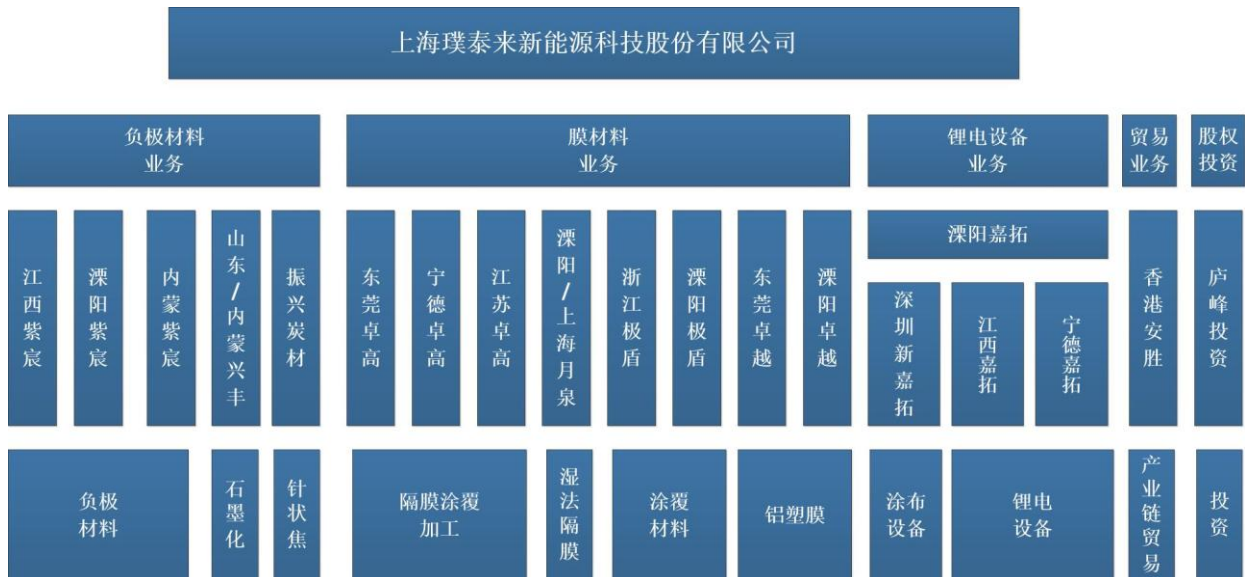 上海璞泰来新能源科技股份有限公司
负极材料
业务
膜材料
业务
锂电设备
业务
贸易
业务
股权
投资
江西紫宸
溧阳紫宸
内蒙紫宸
山东/内蒙兴丰
振兴炭材
东莞卓高
宁德卓高
江苏卓高
溧阳/上海月泉
浙江极盾
溧阳极盾
东莞卓越
溧阳卓越
溧阳嘉拓
深圳新嘉拓
江西嘉拓
宁德嘉拓
香港安胜
庐峰投资
负极
材料
石墨化
针状焦
隔膜涂覆
加工
湿法隔膜
涂覆
材料
铝塑膜
涂布
设备
锂电
设备
产业链贸易
投资